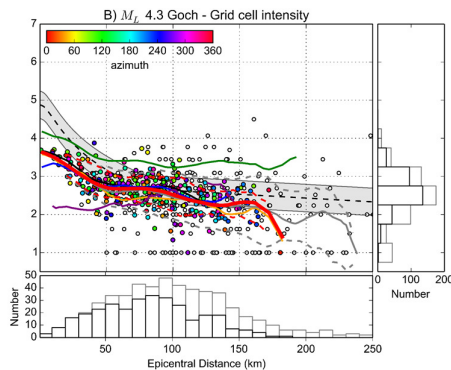 B) M_L 4.3 Goch - Grid cell intensity
7
6
5
4
3
2
1
0 60 120 180 240 300 360
azimuth
50
40
30
20
10
0
Number
50 100 150 200 250
Epicentral Distance (km)
0 100 200
Number